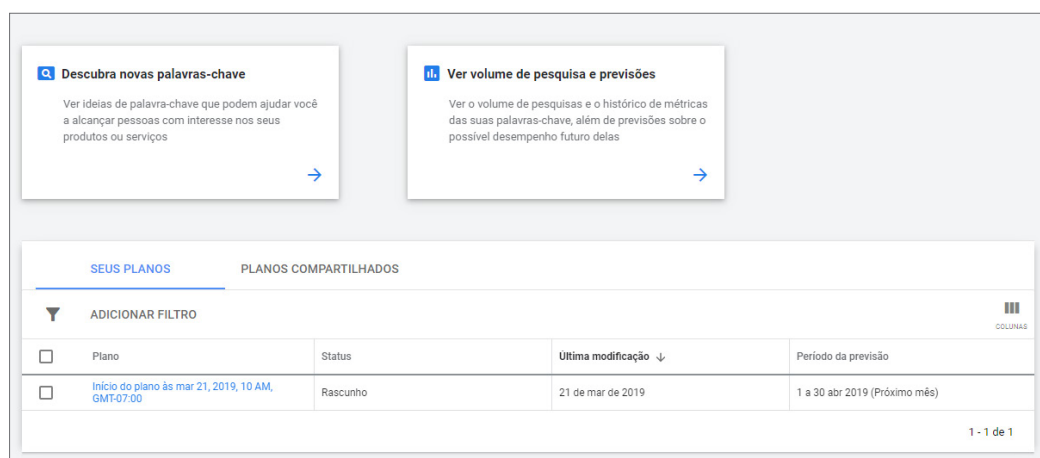 Descubra novas palavras-chave
Ver ideias de palavra-chave que podem ajudar você
a alcançar pessoas com interesse nos seus
produtos ou serviços
Ver volume de pesquisa e previsões
Ver o volume de pesquisas e o histórico de métricas
das suas palavras-chave, além de previsões sobre o
possível desempenho futuro delas
SEUS PLANOS PLANOS COMPARTILHADOS
ADICIONAR FILTRO
COLUNAS
Plano Status Última modificação Período da previsão
Início do plano às mar 21, 2019, 10 AM,
GMT-07:00
Rascunho 21 de mar de 2019 1 a 30 abr 2019 (Próximo mês)
1 - 1 de 1